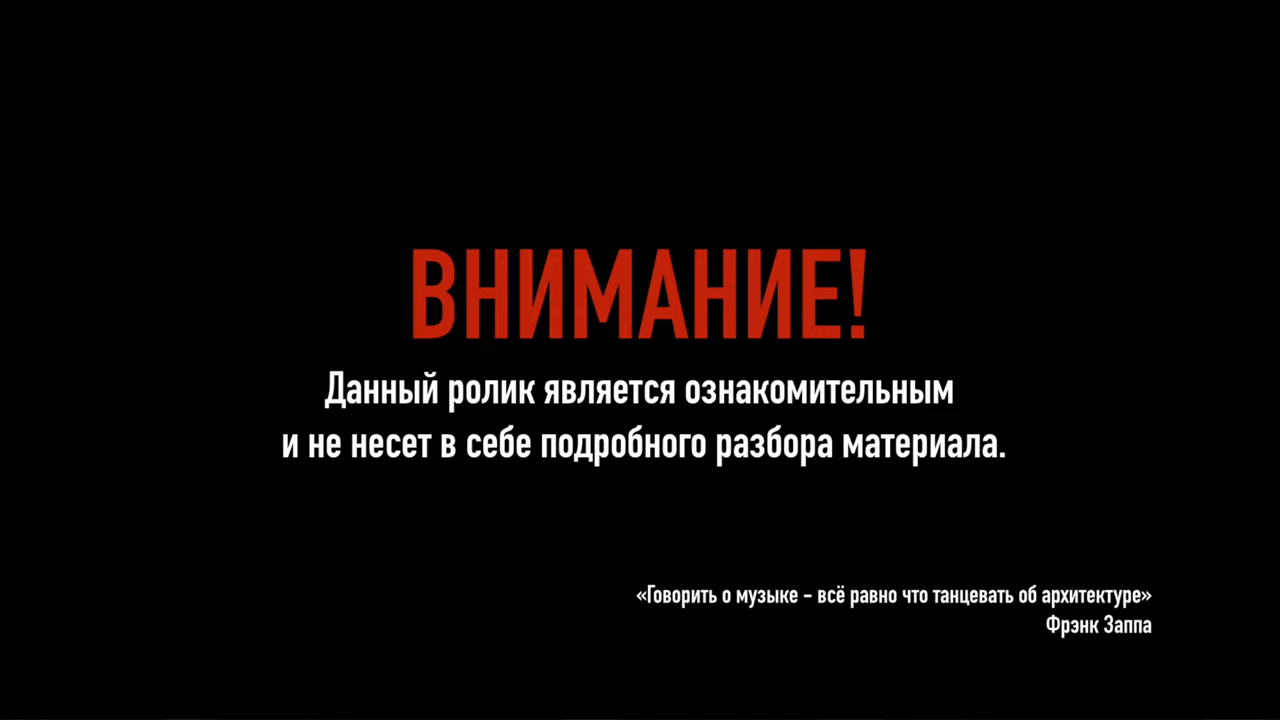 ВНИМАНИЕ!
Данный ролик является ознакомительным
и не несет в себе подробного разбора материала.
«Говорить о музыке – всё равно что танцевать об архитектуре»
Фрэнк Заппа